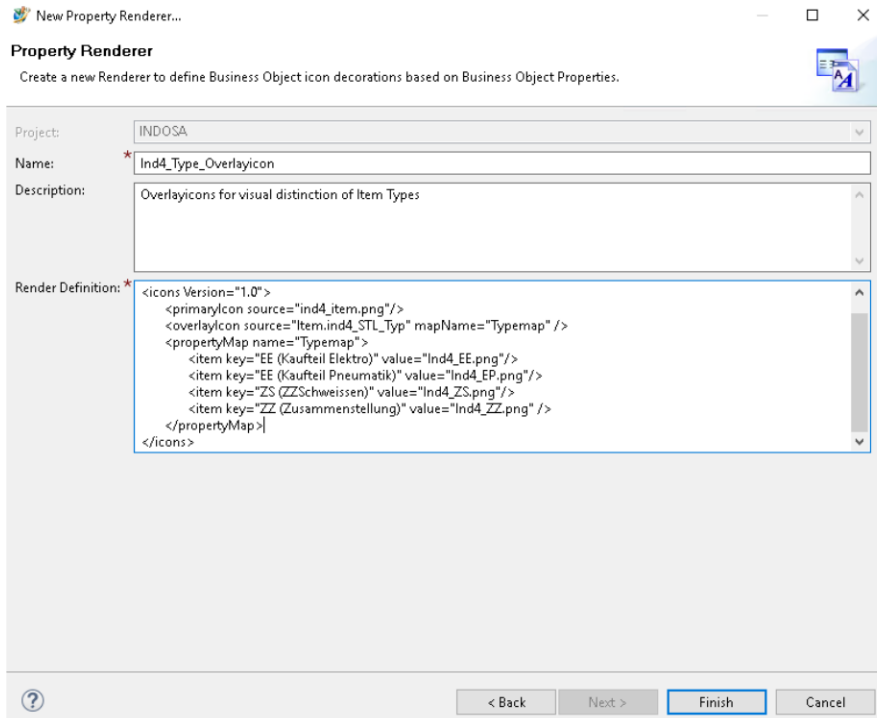 New Property Renderer...
Property Renderer
Create a new Renderer to define Business Object icon decorations based on Business Object Properties.
Project: INDOSA
Name: * Ind4_Type_Overlayicon
Description: Overlayicons for visual distinction of Item Types
Render Definition: * <icons Version="1.0">
<primaryIcon source="ind4_item.png"/>
<overlayIcon source="Item.ind4_STL_Typ" mapName="Typemap" />
<propertyMap name="Typemap">
<item key="EE (Kaufteil Elektro)" value="Ind4_EE.png"/>
<item key="EE (Kaufteil Pneumatik)" value="Ind4_EP.png"/>
<item key="ZS (ZZSchweissen)" value="Ind4_ZS.png"/>
<item key="ZZ (Zusammenstellung)" value="Ind4_ZZ.png" />
</propertyMap>
</icons>
? < Back Next > Finish Cancel